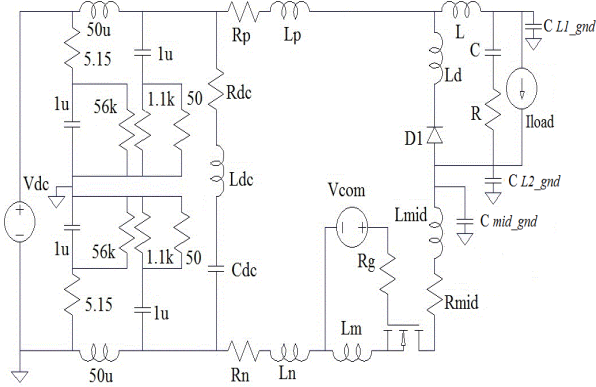 50u
Rp
Lp
L
C L1_gnd
5.15
1u
C
Ld
Rdc
1u
56k
1.1k
50
R
Iload
D1
Vdc
Ldc
Vcom
Lmid
C L2_gnd
C mid_gnd
1u
56k
1.1k
50
Rg
Cdc
Rmid
5.15
1u
Lm
50u
Rn
Ln